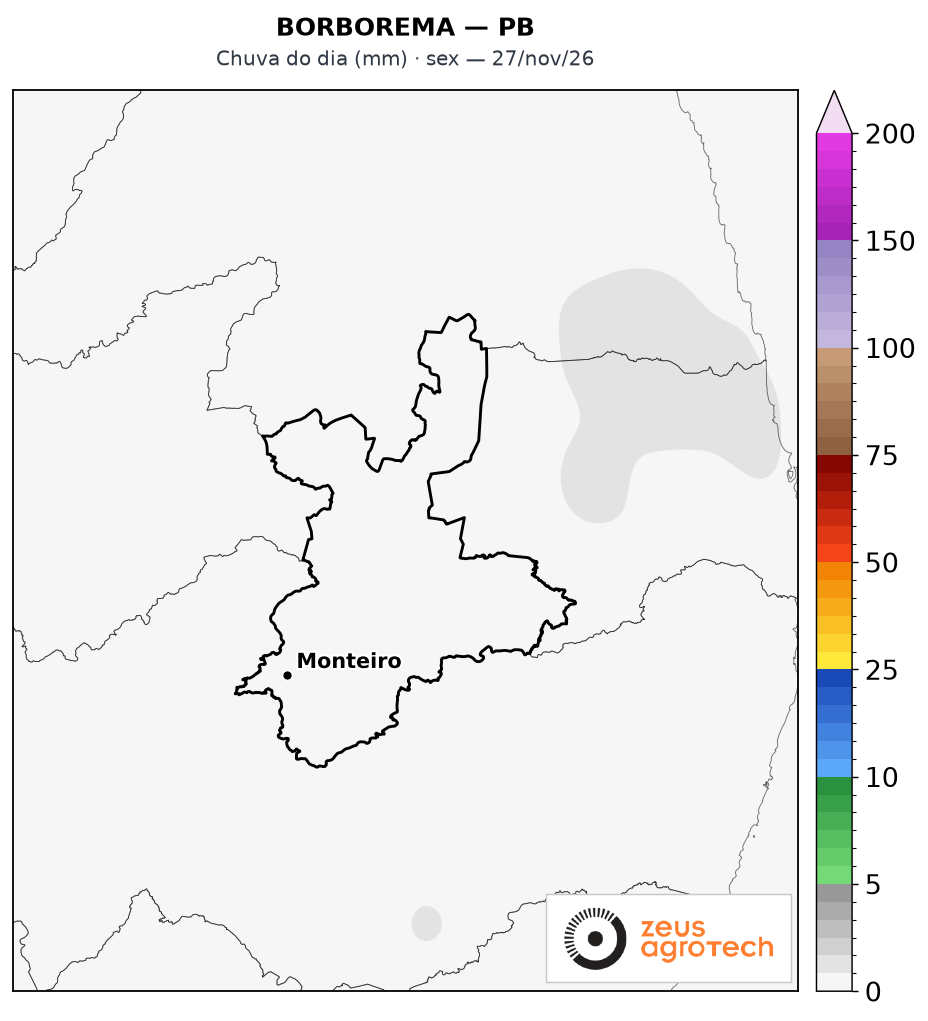 BORBOREMA — PB
Chuva do dia (mm) · sex — 27/nov/26
200
150
100
75
50
25
10
5
0
Monteiro
zeus
agrotech